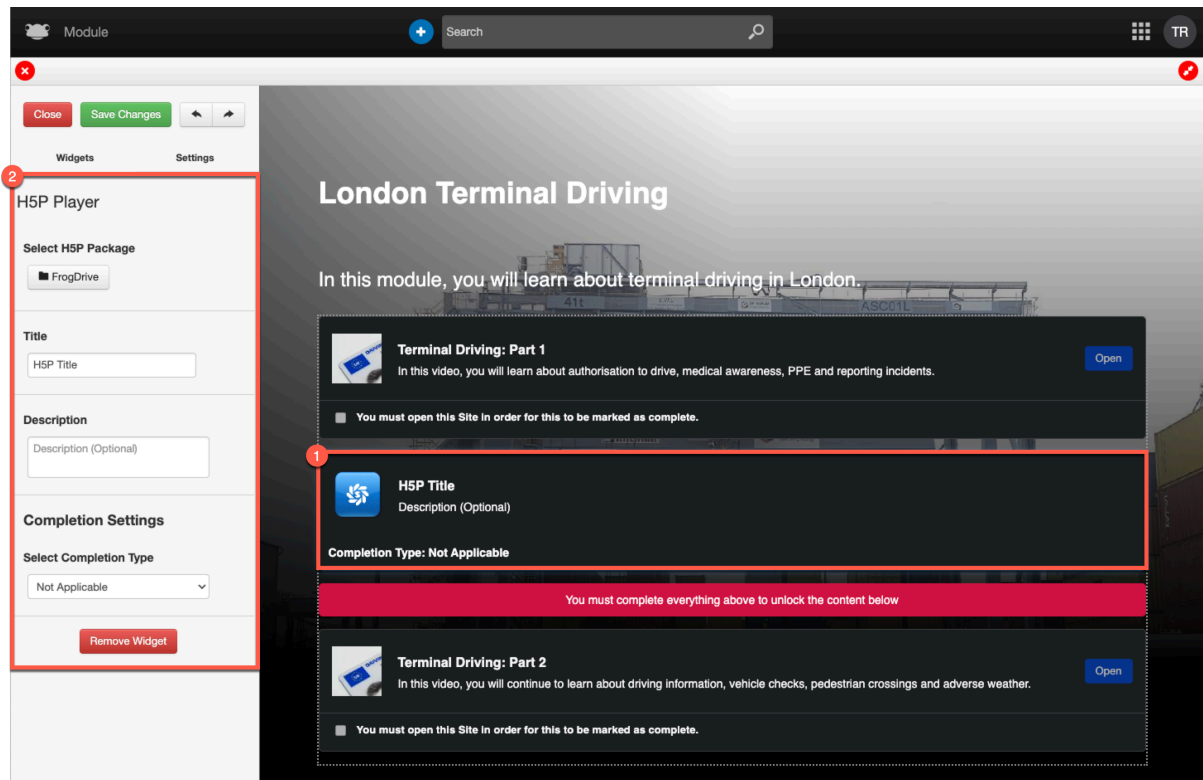 Module
Search
TR
Close
Save Changes
Widgets
Settings
2
H5P Player
Select H5P Package
FrogDrive
Title
H5P Title
Description
Description (Optional)
Completion Settings
Select Completion Type
Not Applicable
Remove Widget
London Terminal Driving
In this module, you will learn about terminal driving in London.
41t
ASC01L
Terminal Driving: Part 1
In this video, you will learn about authorisation to drive, medical awareness, PPE and reporting incidents.
Open
You must open this Site in order for this to be marked as complete.
1
H5P Title
Description (Optional)
Completion Type: Not Applicable
You must complete everything above to unlock the content below
Terminal Driving: Part 2
In this video, you will continue to learn about driving information, vehicle checks, pedestrian crossings and adverse weather.
Open
You must open this Site in order for this to be marked as complete.